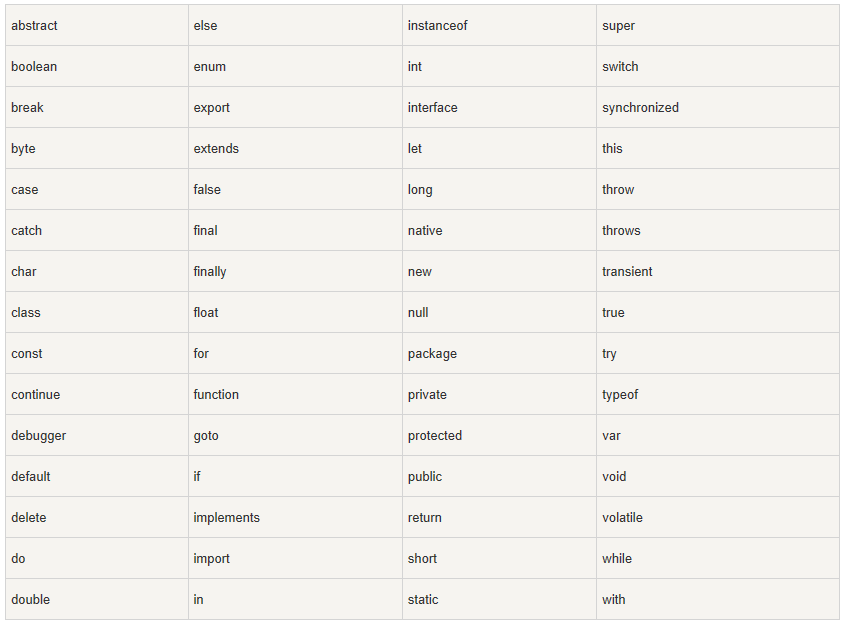 abstract else instanceof super
boolean enum int switch
break export interface synchronized
byte extends let this
case false long throw
catch final native throws
char finally new transient
class float null true
const for package try
continue function private typeof
debugger goto protected var
default if public void
delete implements return volatile
do import short while
double in static with